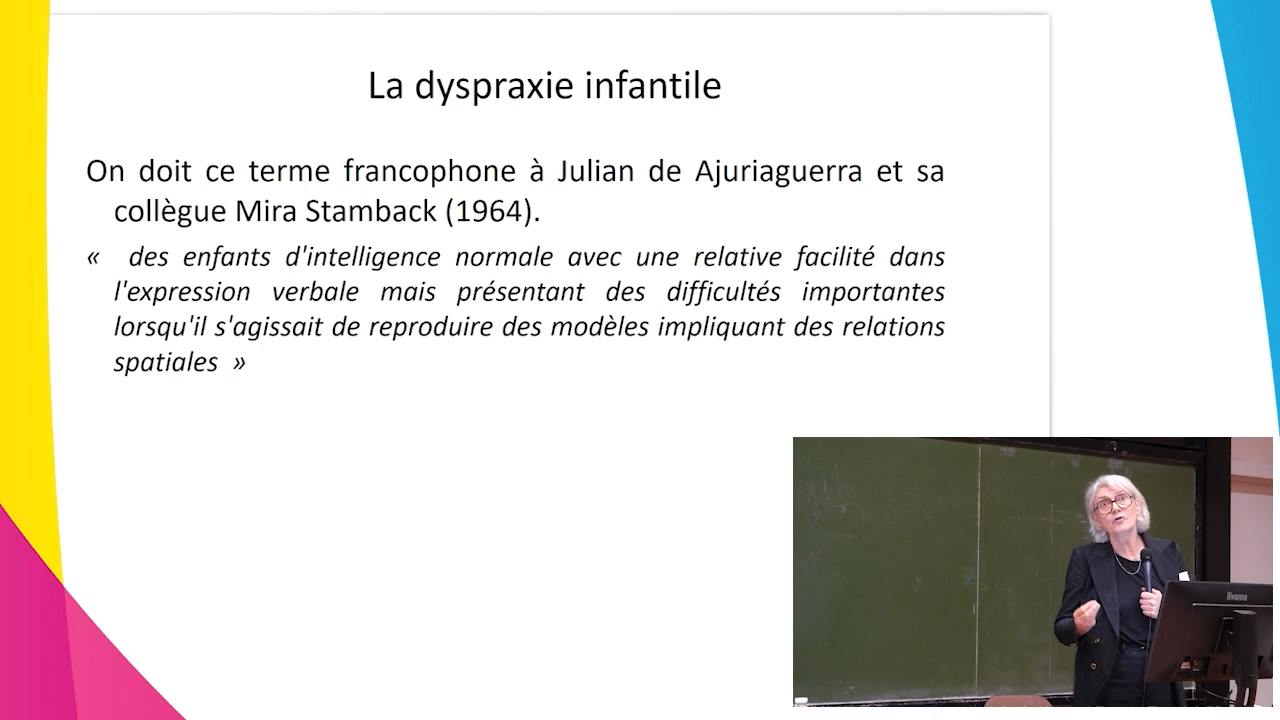 La dyspraxie infantile
On doit ce terme francophone à Julian de Ajuriaguerra et sa
collègue Mira Stamback (1964).
«  des enfants d'intelligence normale avec une relative facilité dans
l'expression verbale mais présentant des difficultés importantes
lorsqu'il s'agissait de reproduire des modèles impliquant des relations
spatiales  »
iiyama